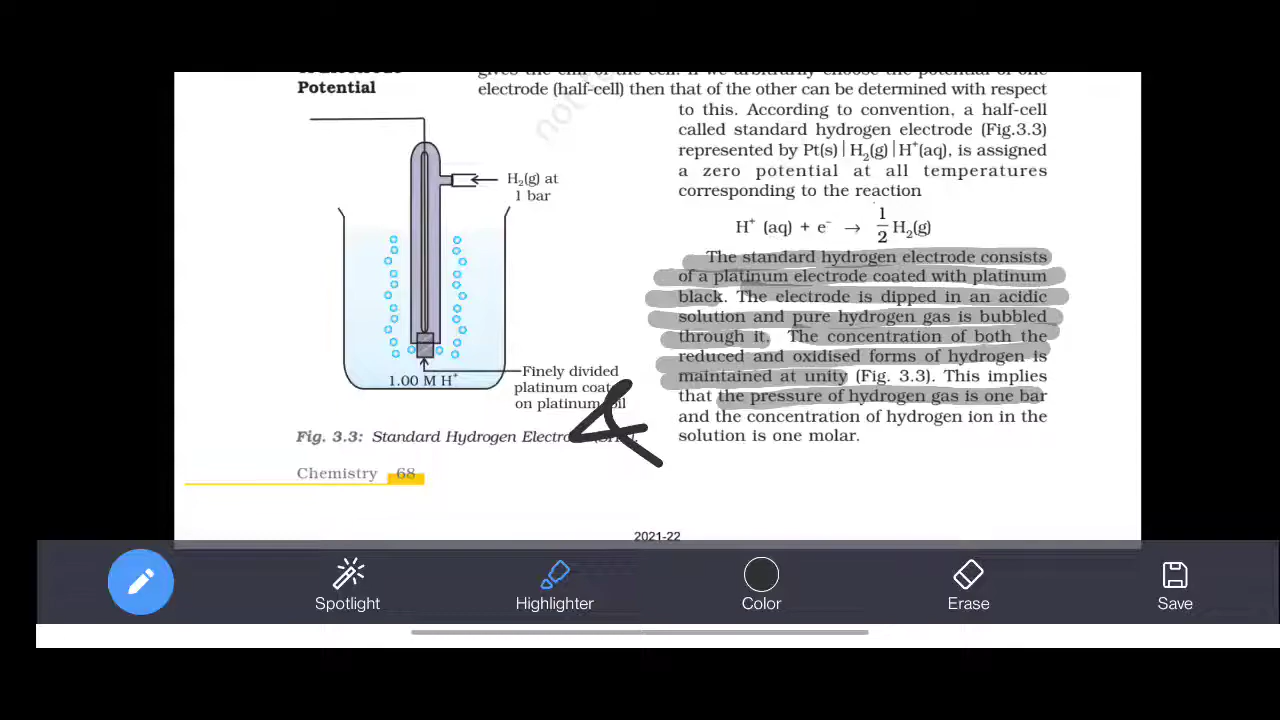 Potential
electrode (half-cell) then that of the other can be determined with respect
to this. According to convention, a half-cell
called standard hydrogen electrode (Fig.3.3)
represented by Pt(s)│H₂(g)│H⁺(aq), is assigned
a zero potential at all temperatures
corresponding to the reaction
H⁺ (aq) + e⁻ → 1/2 H₂(g)
The standard hydrogen electrode consists
of a platinum electrode coated with platinum
black. The electrode is dipped in an acidic
solution and pure hydrogen gas is bubbled
through it. The concentration of both the
reduced and oxidised forms of hydrogen is
maintained at unity (Fig. 3.3). This implies
that the pressure of hydrogen gas is one bar
and the concentration of hydrogen ion in the
solution is one molar.
H₂(g) at
1 bar
1.00 M H⁺
Finely divided
platinum
on platinum
Fig. 3.3: Standard Hydrogen
Chemistry 68
2021-22
Spotlight
Highlighter
Color
Erase
Save